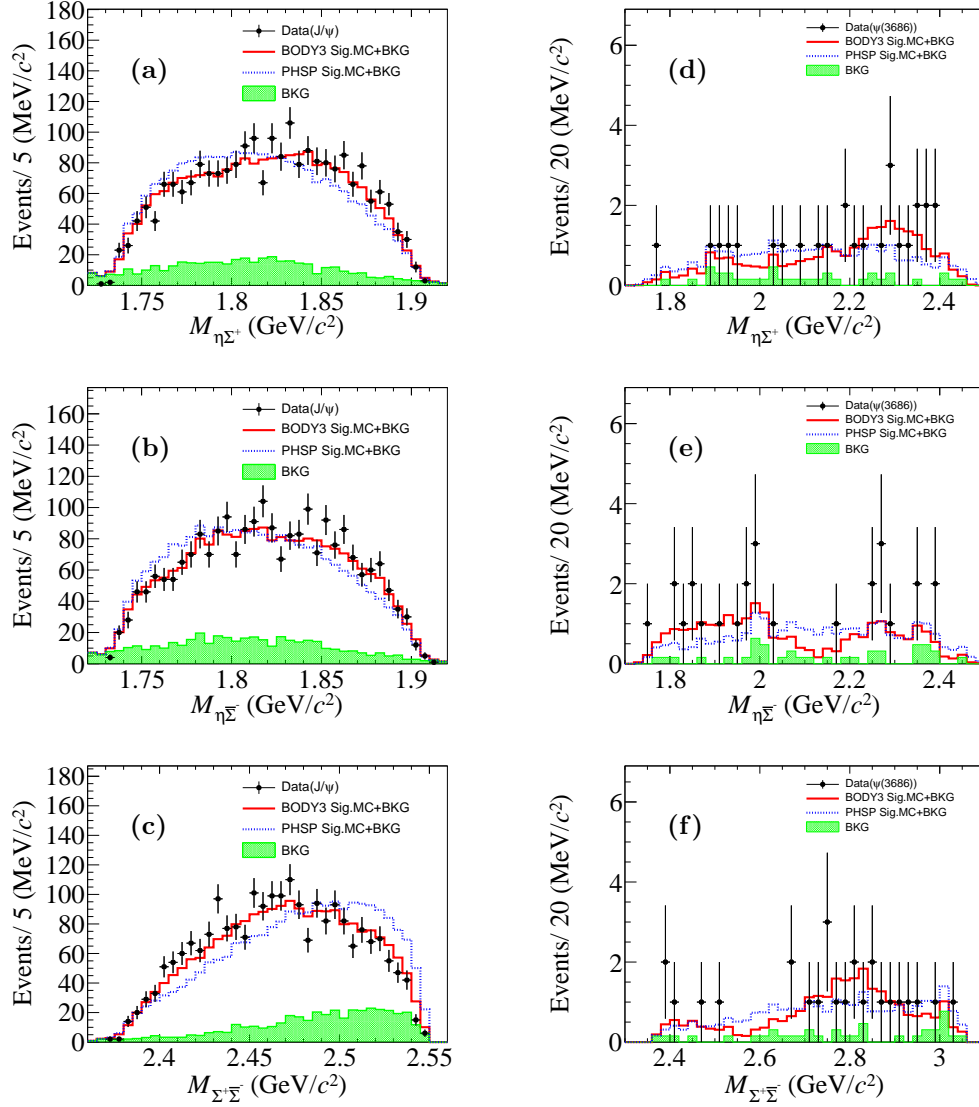 Events/ 5 (MeV/c²)
180
160
140
120
100
80
60
40
20
0
(a)
Data(J/ψ)
BODY3 Sig.MC+BKG
PHSP Sig.MC+BKG
BKG
1.75 1.8 1.85 1.9
M_ηΣ⁺ (GeV/c²)
Events/ 20 (MeV/c²)
6
4
2
0
(d)
Data(ψ(3686))
BODY3 Sig.MC+BKG
PHSP Sig.MC+BKG
BKG
1.8 2 2.2 2.4
M_ηΣ⁺ (GeV/c²)
Events/ 5 (MeV/c²)
160
140
120
100
80
60
40
20
0
(b)
Data(J/ψ)
BODY3 Sig.MC+BKG
PHSP Sig.MC+BKG
BKG
1.75 1.8 1.85 1.9
M_ηΣ̅⁻ (GeV/c²)
Events/ 20 (MeV/c²)
6
4
2
0
(e)
Data(ψ(3686))
BODY3 Sig.MC+BKG
PHSP Sig.MC+BKG
BKG
1.8 2 2.2 2.4
M_ηΣ̅⁻ (GeV/c²)
Events/ 5 (MeV/c²)
180
160
140
120
100
80
60
40
20
0
(c)
Data(J/ψ)
BODY3 Sig.MC+BKG
PHSP Sig.MC+BKG
BKG
2.4 2.45 2.5 2.55
M_Σ⁺Σ̅⁻ (GeV/c²)
Events/ 20 (MeV/c²)
6
4
2
0
(f)
Data(ψ(3686))
BODY3 Sig.MC+BKG
PHSP Sig.MC+BKG
BKG
2.4 2.6 2.8 3
M_Σ⁺Σ̅⁻ (GeV/c²)